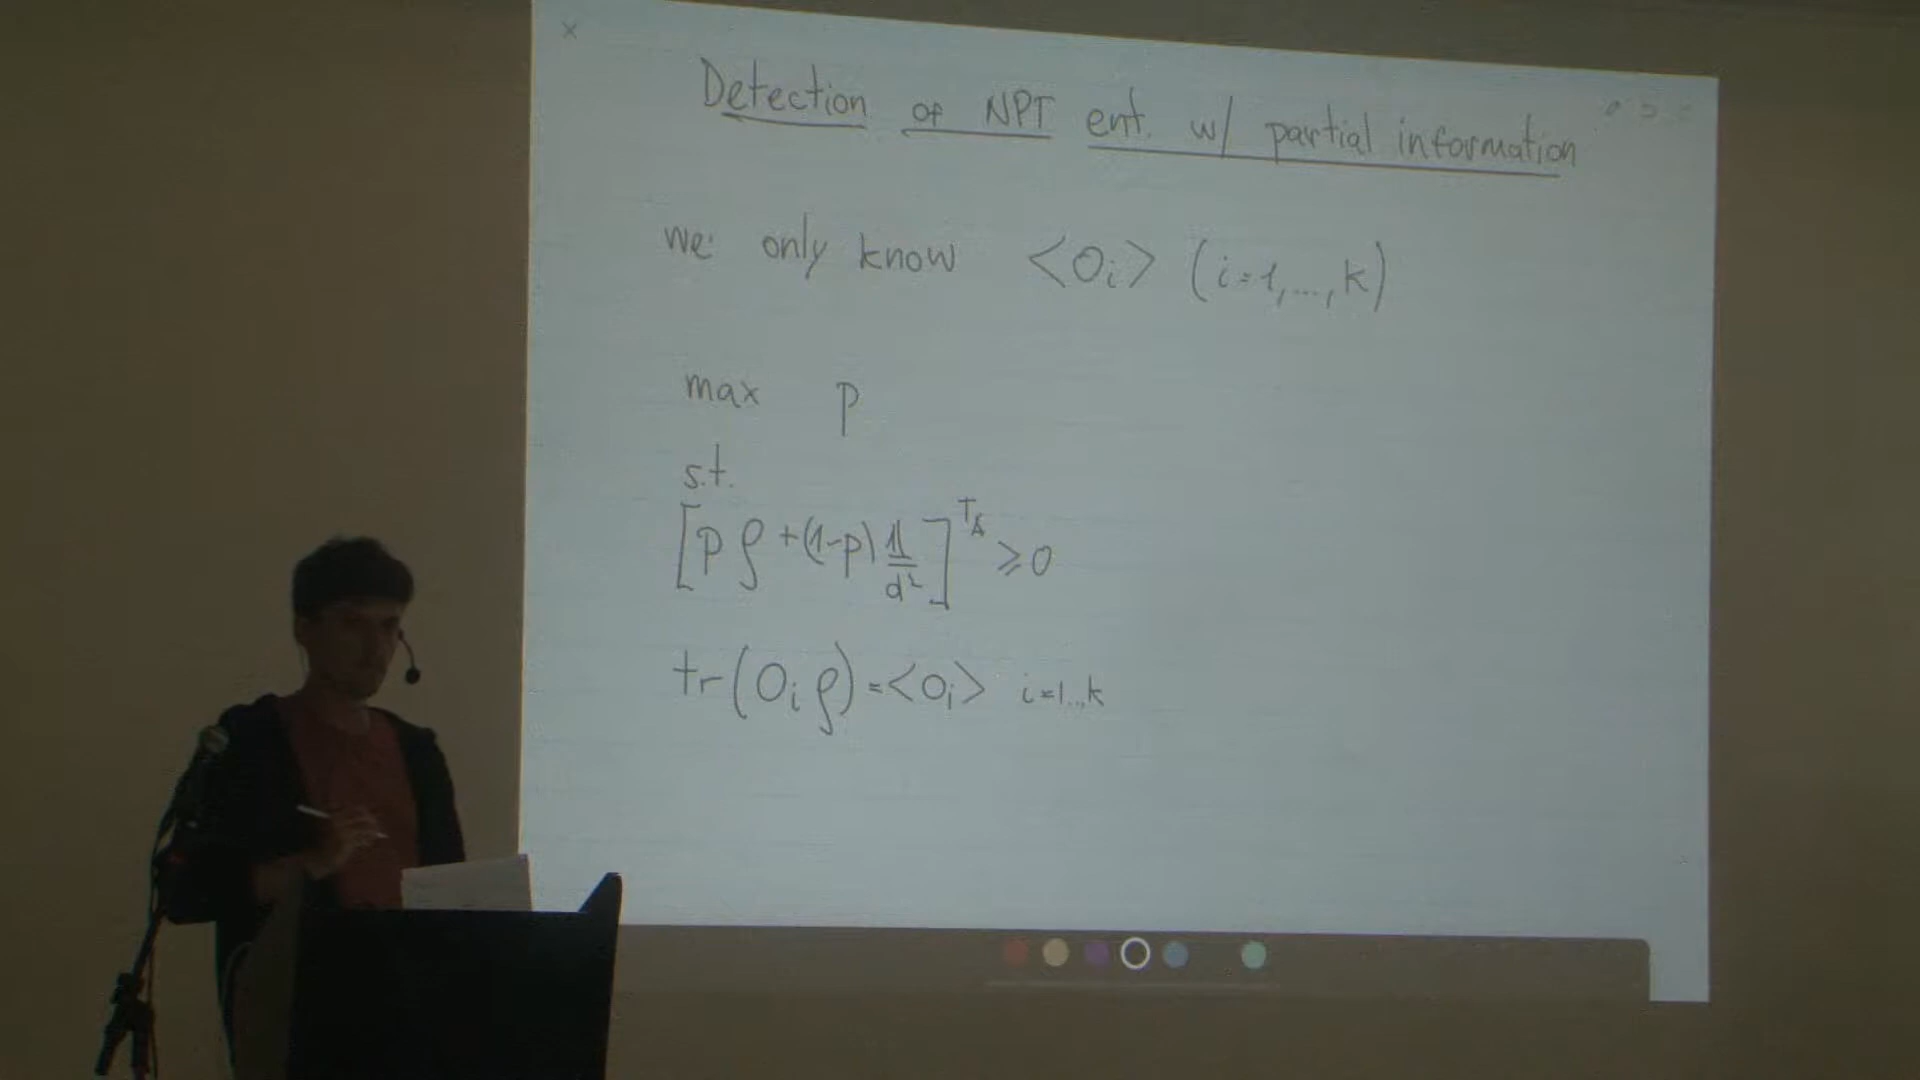 Detection of NPT ent. w/ partial information
we only know <O_i> (i=1,...,k)
max p
s.t.
[p ρ + (1-p) 𝟙/d²]^{T_A} ≥ 0
tr(O_i ρ) = <O_i> i=1..,k